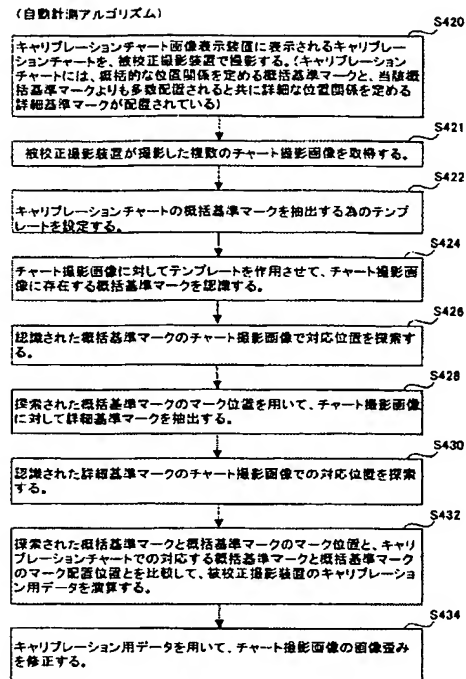 (自動計測アルゴリズム)
S420
キャリブレーションチャート画像表示装置に表示されるキャリブレー
ションチャートを、被校正撮影装置で撮影する。(キャリブレーション
チャートには、概括的な位置関係を定める概括基準マークと、当該概
括基準マークよりも多数配置されると共に詳細な位置関係を定める
詳細基準マークが配置されている)
S421
被校正撮影装置が撮影した複数のチャート撮影画像を取得する。
S422
キャリブレーションチャートの概括基準マークを抽出する為のテンプ
レートを設定する。
S424
チャート撮影画像に対してテンプレートを作用させて、チャート撮影画
像に存在する概括基準マークを認識する。
S426
認識された概括基準マークのチャート撮影画像で対応位置を探索す
る。
S428
探索された概括基準マークのマーク位置を用いて、チャート撮影画像
に対して詳細基準マークを抽出する。
S430
認識された詳細基準マークのチャート撮影画像での対応位置を探索
する。
S432
探索された概括基準マークと概括基準マークのマーク位置と、キャリ
ブレーションチャートでの対応する概括基準マークと概括基準マーク
のマーク配置位置とを比較して、被校正撮影装置のキャリブレーショ
ン用データを演算する。
S434
キャリブレーション用データを用いて、チャート撮影画像の画像歪み
を修正する。